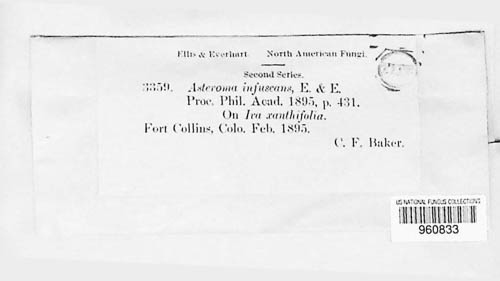 Ellis & Everhart. North American Fungi.
Second Series.
3359. Asteroma infuscans, E. & E.
Proc. Phil. Acad. 1895, p. 431.
On Iva xanthifolia.
Fort Collins, Colo. Feb. 1895.
C. F. Baker.
US NATIONAL FUNGUS COLLECTIONS
960833